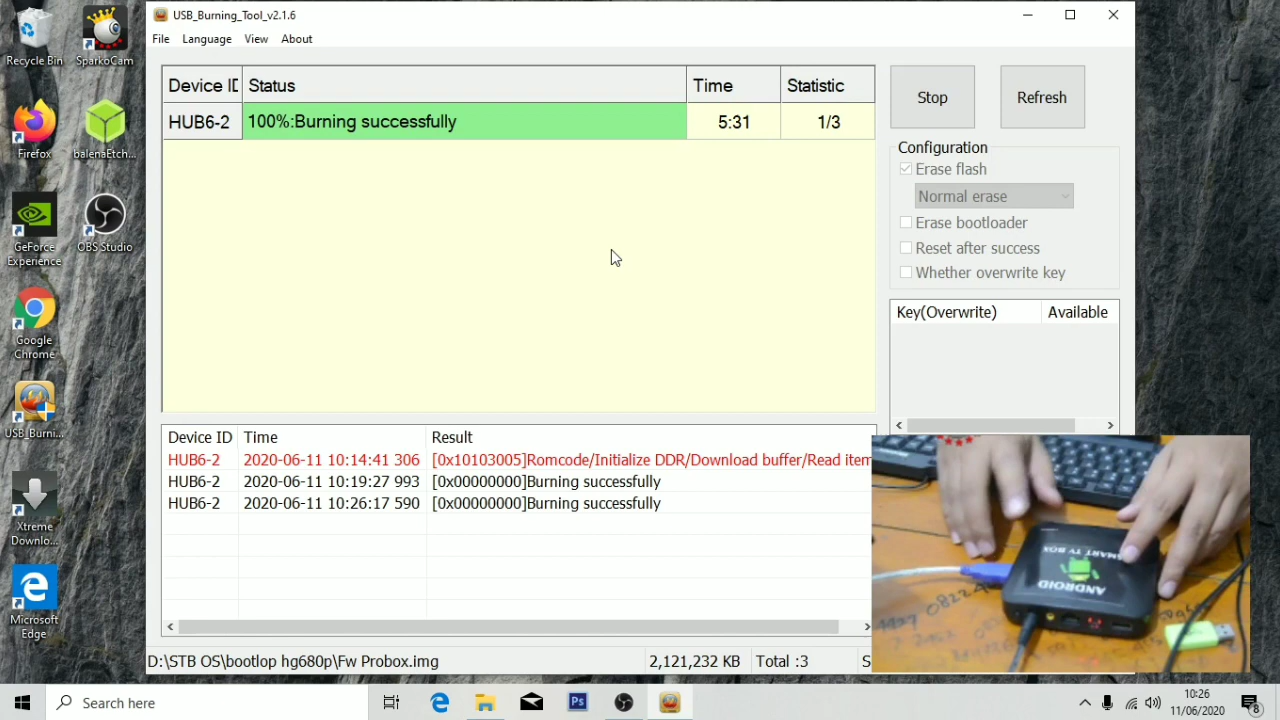 USB_Burning_Tool_v2.1.6
File Language View About
Recycle Bin
SparkoCam
Firefox
balenaEtch...
GeForce
Experience
OBS Studio
Google
Chrome
USB_Burni...
Xtreme
Downlo...
Microsoft
Edge
Device ID Status Time Statistic
HUB6-2 100%:Burning successfully 5:31 1/3
Stop Refresh
Configuration
Erase flash
Normal erase
Erase bootloader
Reset after success
Whether overwrite key
Key(Overwrite) Available
Device ID Time Result
HUB6-2 2020-06-11 10:14:41 306 [0x10103005]Romcode/Initialize DDR/Download buffer/Read item
HUB6-2 2020-06-11 10:19:27 993 [0x00000000]Burning successfully
HUB6-2 2020-06-11 10:26:17 590 [0x00000000]Burning successfully
SMART TV BOX
ANDROID
D:\STB OS\bootlop hg680p\Fw Probox.img 2,121,232 KB Total :3 S
Search here
Ps
10:26
11/06/2020
8